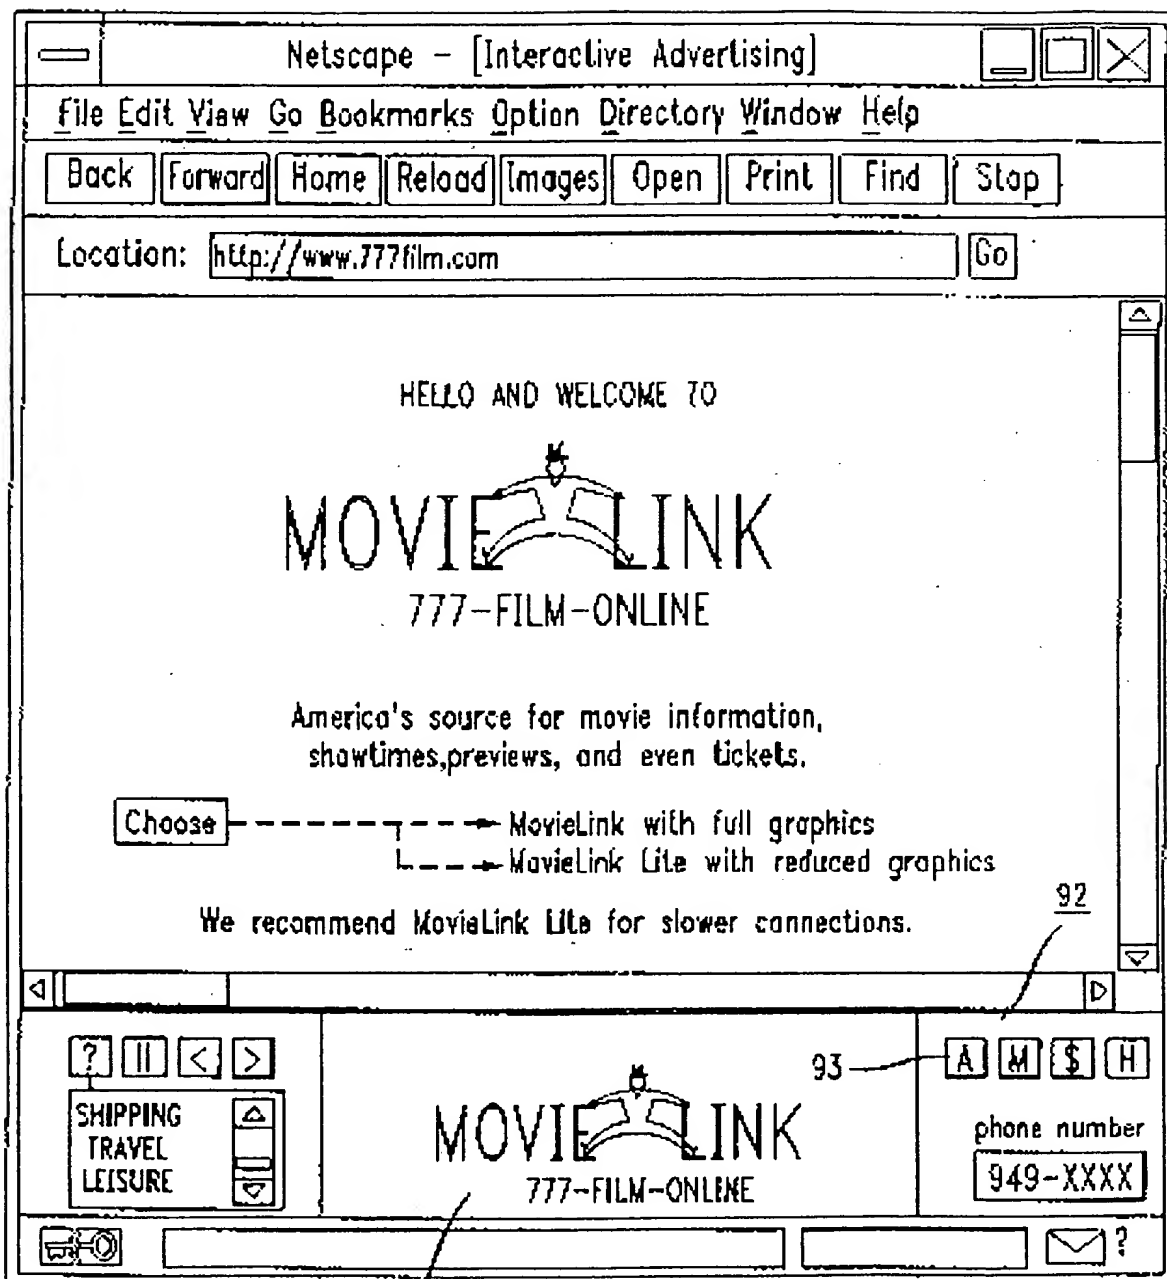 Netscape - [Interactive Advertising]
File Edit View Go Bookmarks Option Directory Window Help
Back Forward Home Reload Images Open Print Find Stop
Location: http://www.777film.com Go
HELLO AND WELCOME TO
MOVIE LINK
777-FILM-ONLINE
America's source for movie information,
showtimes,previews, and even tickets.
Choose MovieLink with full graphics
MovieLink Lite with reduced graphics
92
We recommend MovieLink Lite for slower connections.
? || < > 93 A M $ H
SHIPPING
TRAVEL
LEISURE
MOVIE LINK
777-FILM-ONLINE
phone number
949-XXXX
?